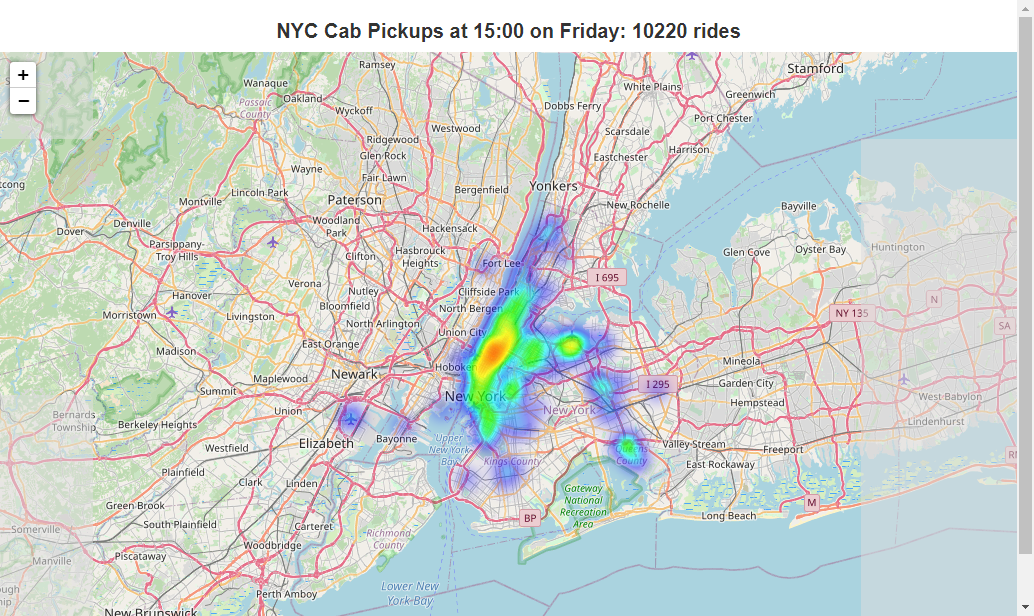 NYC Cab Pickups at 15:00 on Friday: 10220 rides
+
−
Ramsey
Stamford
White Plains
Wanaque
Greenwich
Oakland
Passaic
County
Wyckoff
Dobbs Ferry
Port Chester
Westwood
Scarsdale
Ridgewood
Harrison
Glen Rock
Eastchester
Wayne
Fair Lawn
Yonkers
Lincoln Park
Bergenfield
Paterson
Montville
New Rochelle
Bayville
Denville
Woodland
Park
Hackensack
Dover
Parsippany-
Troy Hills
Hasbrouck
Heights
Clifton
Glen Cove
Oyster Bay
Huntington
Fort Lee
I 695
Verona
Nutley
Cliffside Park
Hanover
Bloomfield
North Bergen
N
Morristown
Livingston
North Arlington
NY 135
SA
Union City
East Orange
Madison
Mineola
Hoboken
Newark
Maplewood
I 295
Garden City
Summit
New York
West Babylon
Hempstead
Union
New York
Bernards
Township
Berkeley Heights
Lindenhurst
Elizabeth
Bayonne
Upper
New York
Bay
Valley Stream
Freeport
Westfield
Queens
County
Kings County
East Rockaway
Plainfield
Clark
Linden
Gateway
National
Recreation
Area
M
Green Brook
BP
Long Beach
South Plainfield
Carteret
Somerville
Richmond
County
Woodbridge
Piscataway
Manville
Lower New
York Bay
Perth Amboy
New Brunswick